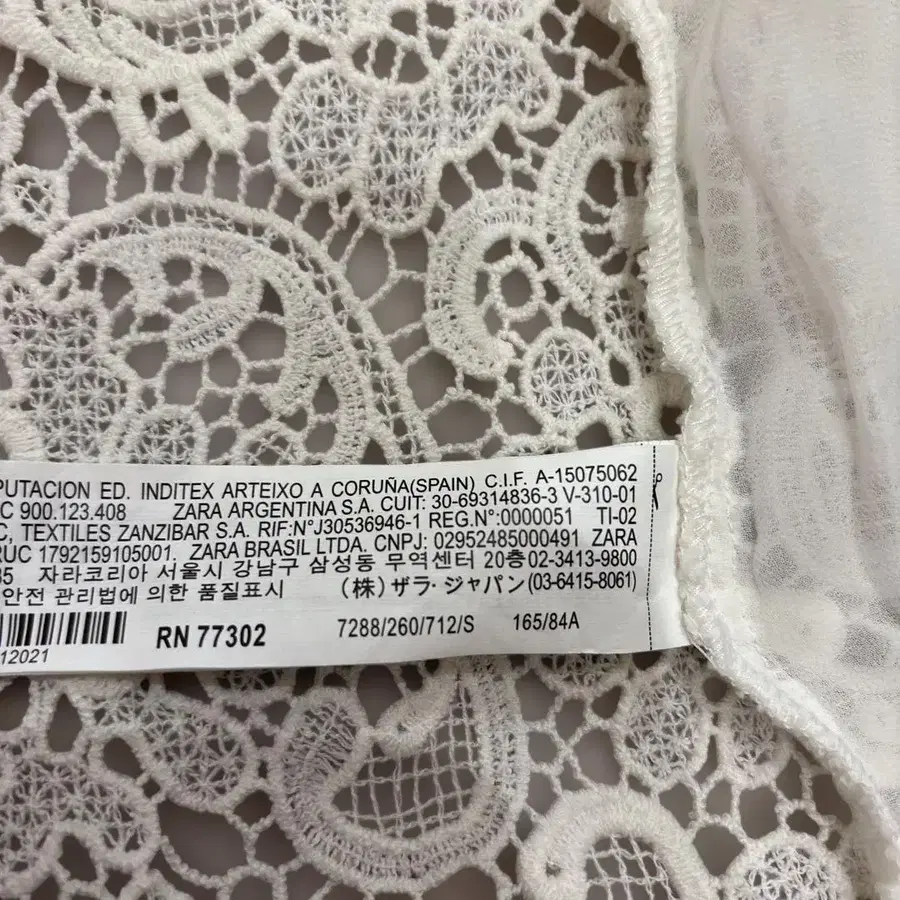 PUTACION ED. INDITEX ARTEIXO A CORUÑA(SPAIN) C.I.F. A-15075062
C 900.123.408 ZARA ARGENTINA S.A. CUIT: 30-69314836-3 V-310-01
C, TEXTILES ZANZIBAR S.A. RIF:N°J30536946-1 REG.N°:0000051 TI-02
RUC 1792159105001. ZARA BRASIL LTDA. CNPJ: 02952485000491 ZARA
35 자라코리아 서울시 강남구 삼성동 무역센터 20층02-3413-9800
안전 관리법에 의한 품질표시 (株)ザラ・ジャパン(03-6415-8061)
RN 77302 7288/260/712/S 165/84A
12021